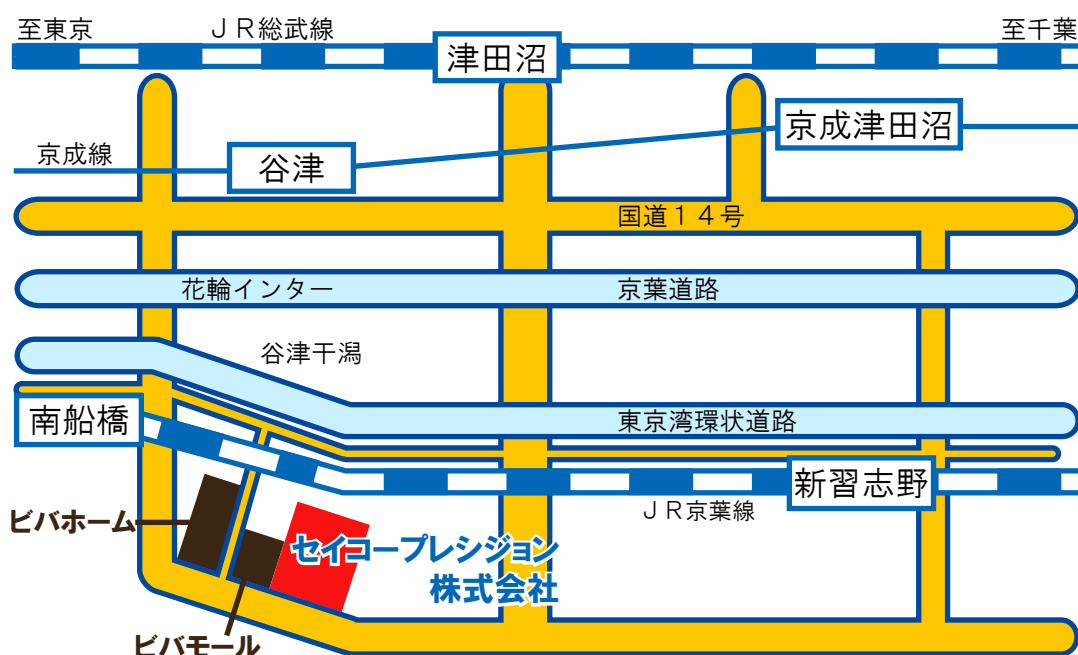 至東京
ＪＲ総武線
至千葉
津田沼
京成津田沼
京成線
谷津
国道１４号
花輪インター
京葉道路
谷津干潟
南船橋
東京湾環状道路
新習志野
ＪＲ京葉線
ビバホーム
セイコープレシジョン
株式会社
ビバモール